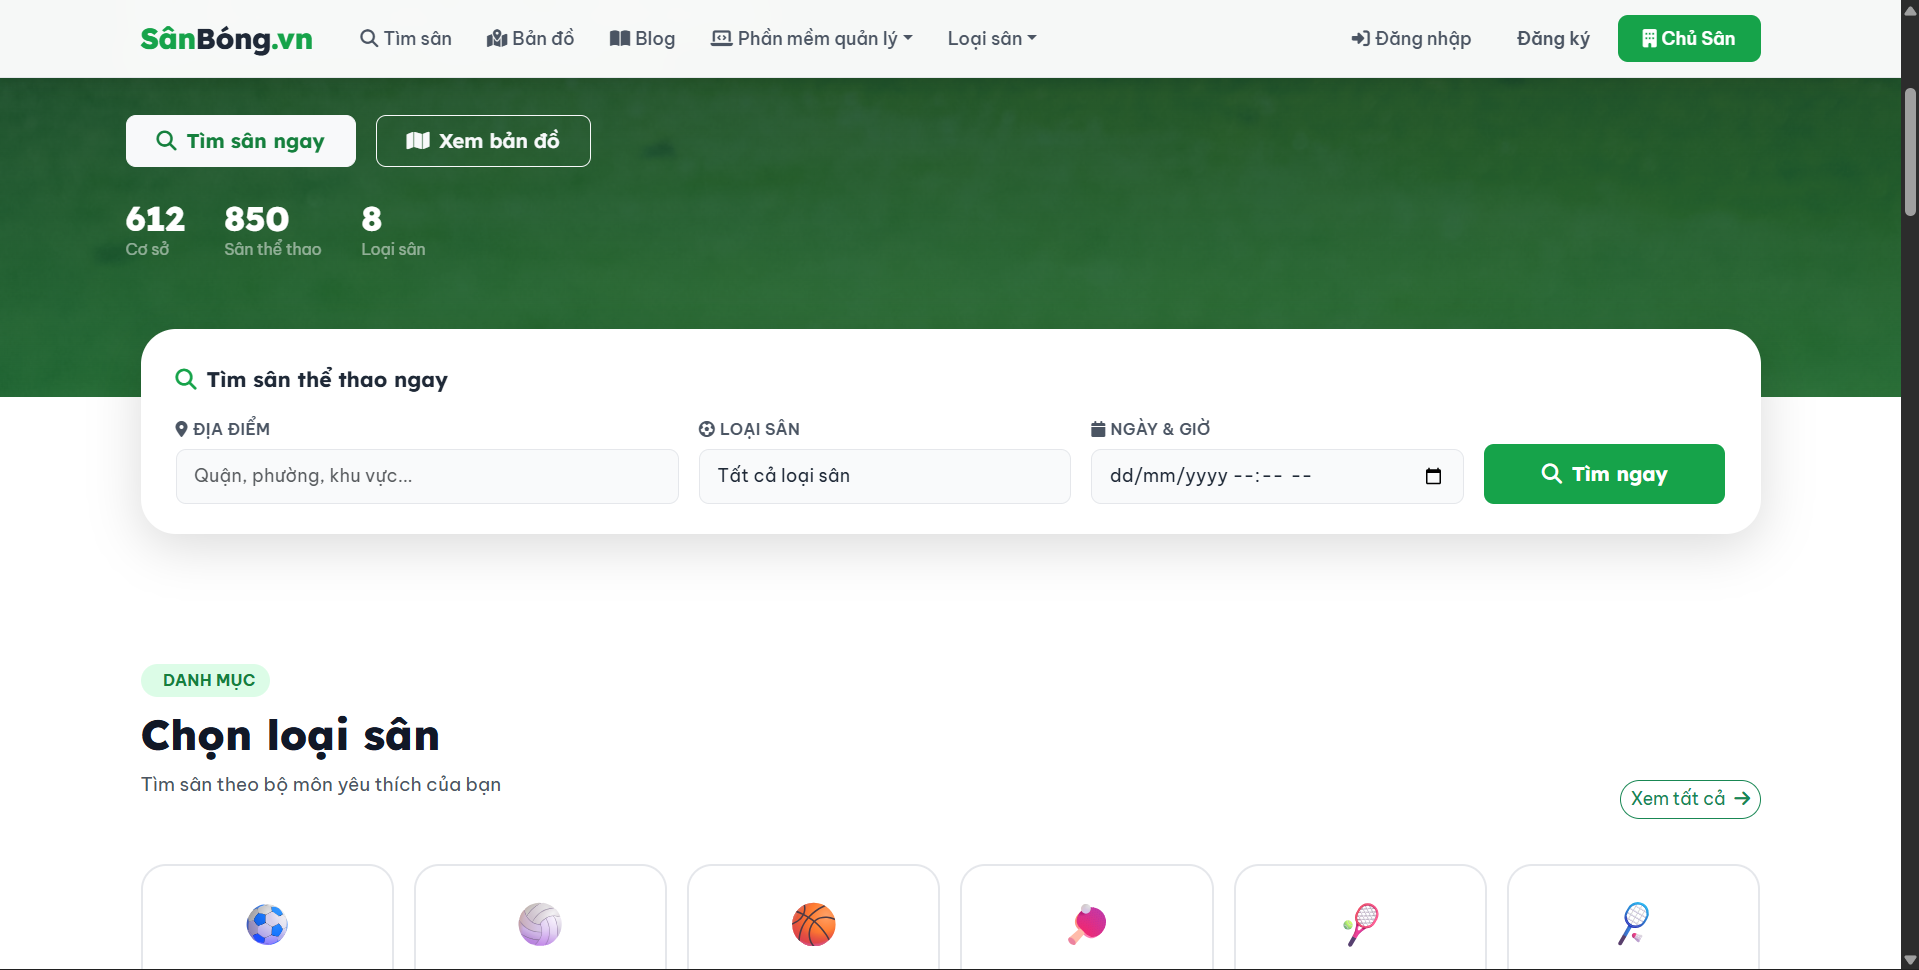 SânBóng.vn Tìm sân Bản đồ Blog Phần mềm quản lý Loại sân Đăng nhập Đăng ký Chủ Sân
Tìm sân ngay Xem bản đồ
612 850 8
Cơ sở Sân thể thao Loại sân
Tìm sân thể thao ngay
ĐỊA ĐIỂM LOẠI SÂN NGÀY & GIỜ
Quận, phường, khu vực... Tất cả loại sân dd/mm/yyyy --:-- -- Tìm ngay
DANH MỤC
Chọn loại sân
Tìm sân theo bộ môn yêu thích của bạn
Xem tất cả →